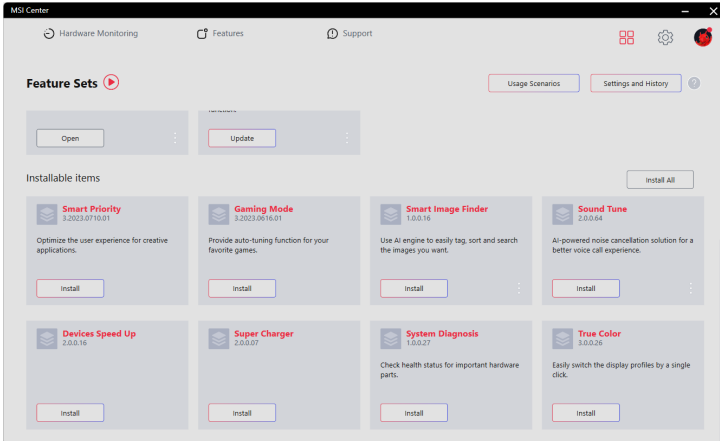 MSI Center
Hardware Monitoring
Features
Support
Feature Sets
Usage Scenarios
Settings and History
?
function.
Open
Update
Installable items
Install All
Smart Priority
3.2023.0710.01
Optimize the user experience for creative
applications.
Install
Gaming Mode
3.2023.0616.01
Provide auto-tuning function for your
favorite games.
Install
Smart Image Finder
1.0.0.16
Use AI engine to easily tag, sort and search
the images you want.
Install
Sound Tune
2.0.0.64
AI-powered noise cancellation solution for a
better voice call experience.
Install
Devices Speed Up
2.0.0.16
Install
Super Charger
2.0.0.07
Install
System Diagnosis
1.0.0.27
Check health status for important hardware
parts.
Install
True Color
3.0.0.26
Easily switch the display profiles by a single
click.
Install